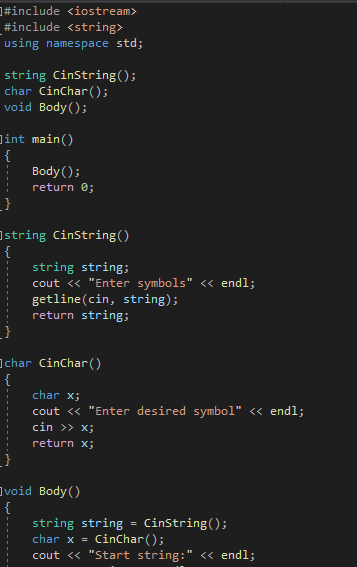 #include <iostream>
#include <string>
using namespace std;
string CinString();
char CinChar();
void Body();
int main()
{
Body();
return 0;
}
string CinString()
{
string string;
cout << "Enter symbols" << endl;
getline(cin, string);
return string;
}
char CinChar()
{
char x;
cout << "Enter desired symbol" << endl;
cin >> x;
return x;
}
void Body()
{
string string = CinString();
char x = CinChar();
cout << "Start string:" << endl;